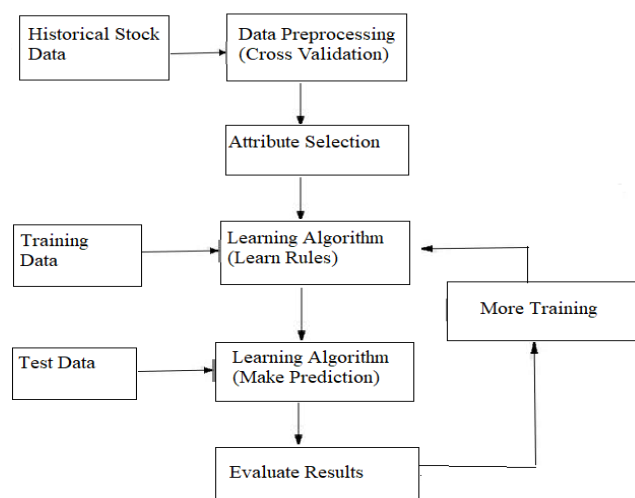 Historical Stock
Data
Data Preprocessing
(Cross Validation)
Attribute Selection
Training
Data
Learning Algorithm
(Learn Rules)
More Training
Test Data
Learning Algorithm
(Make Prediction)
Evaluate Results